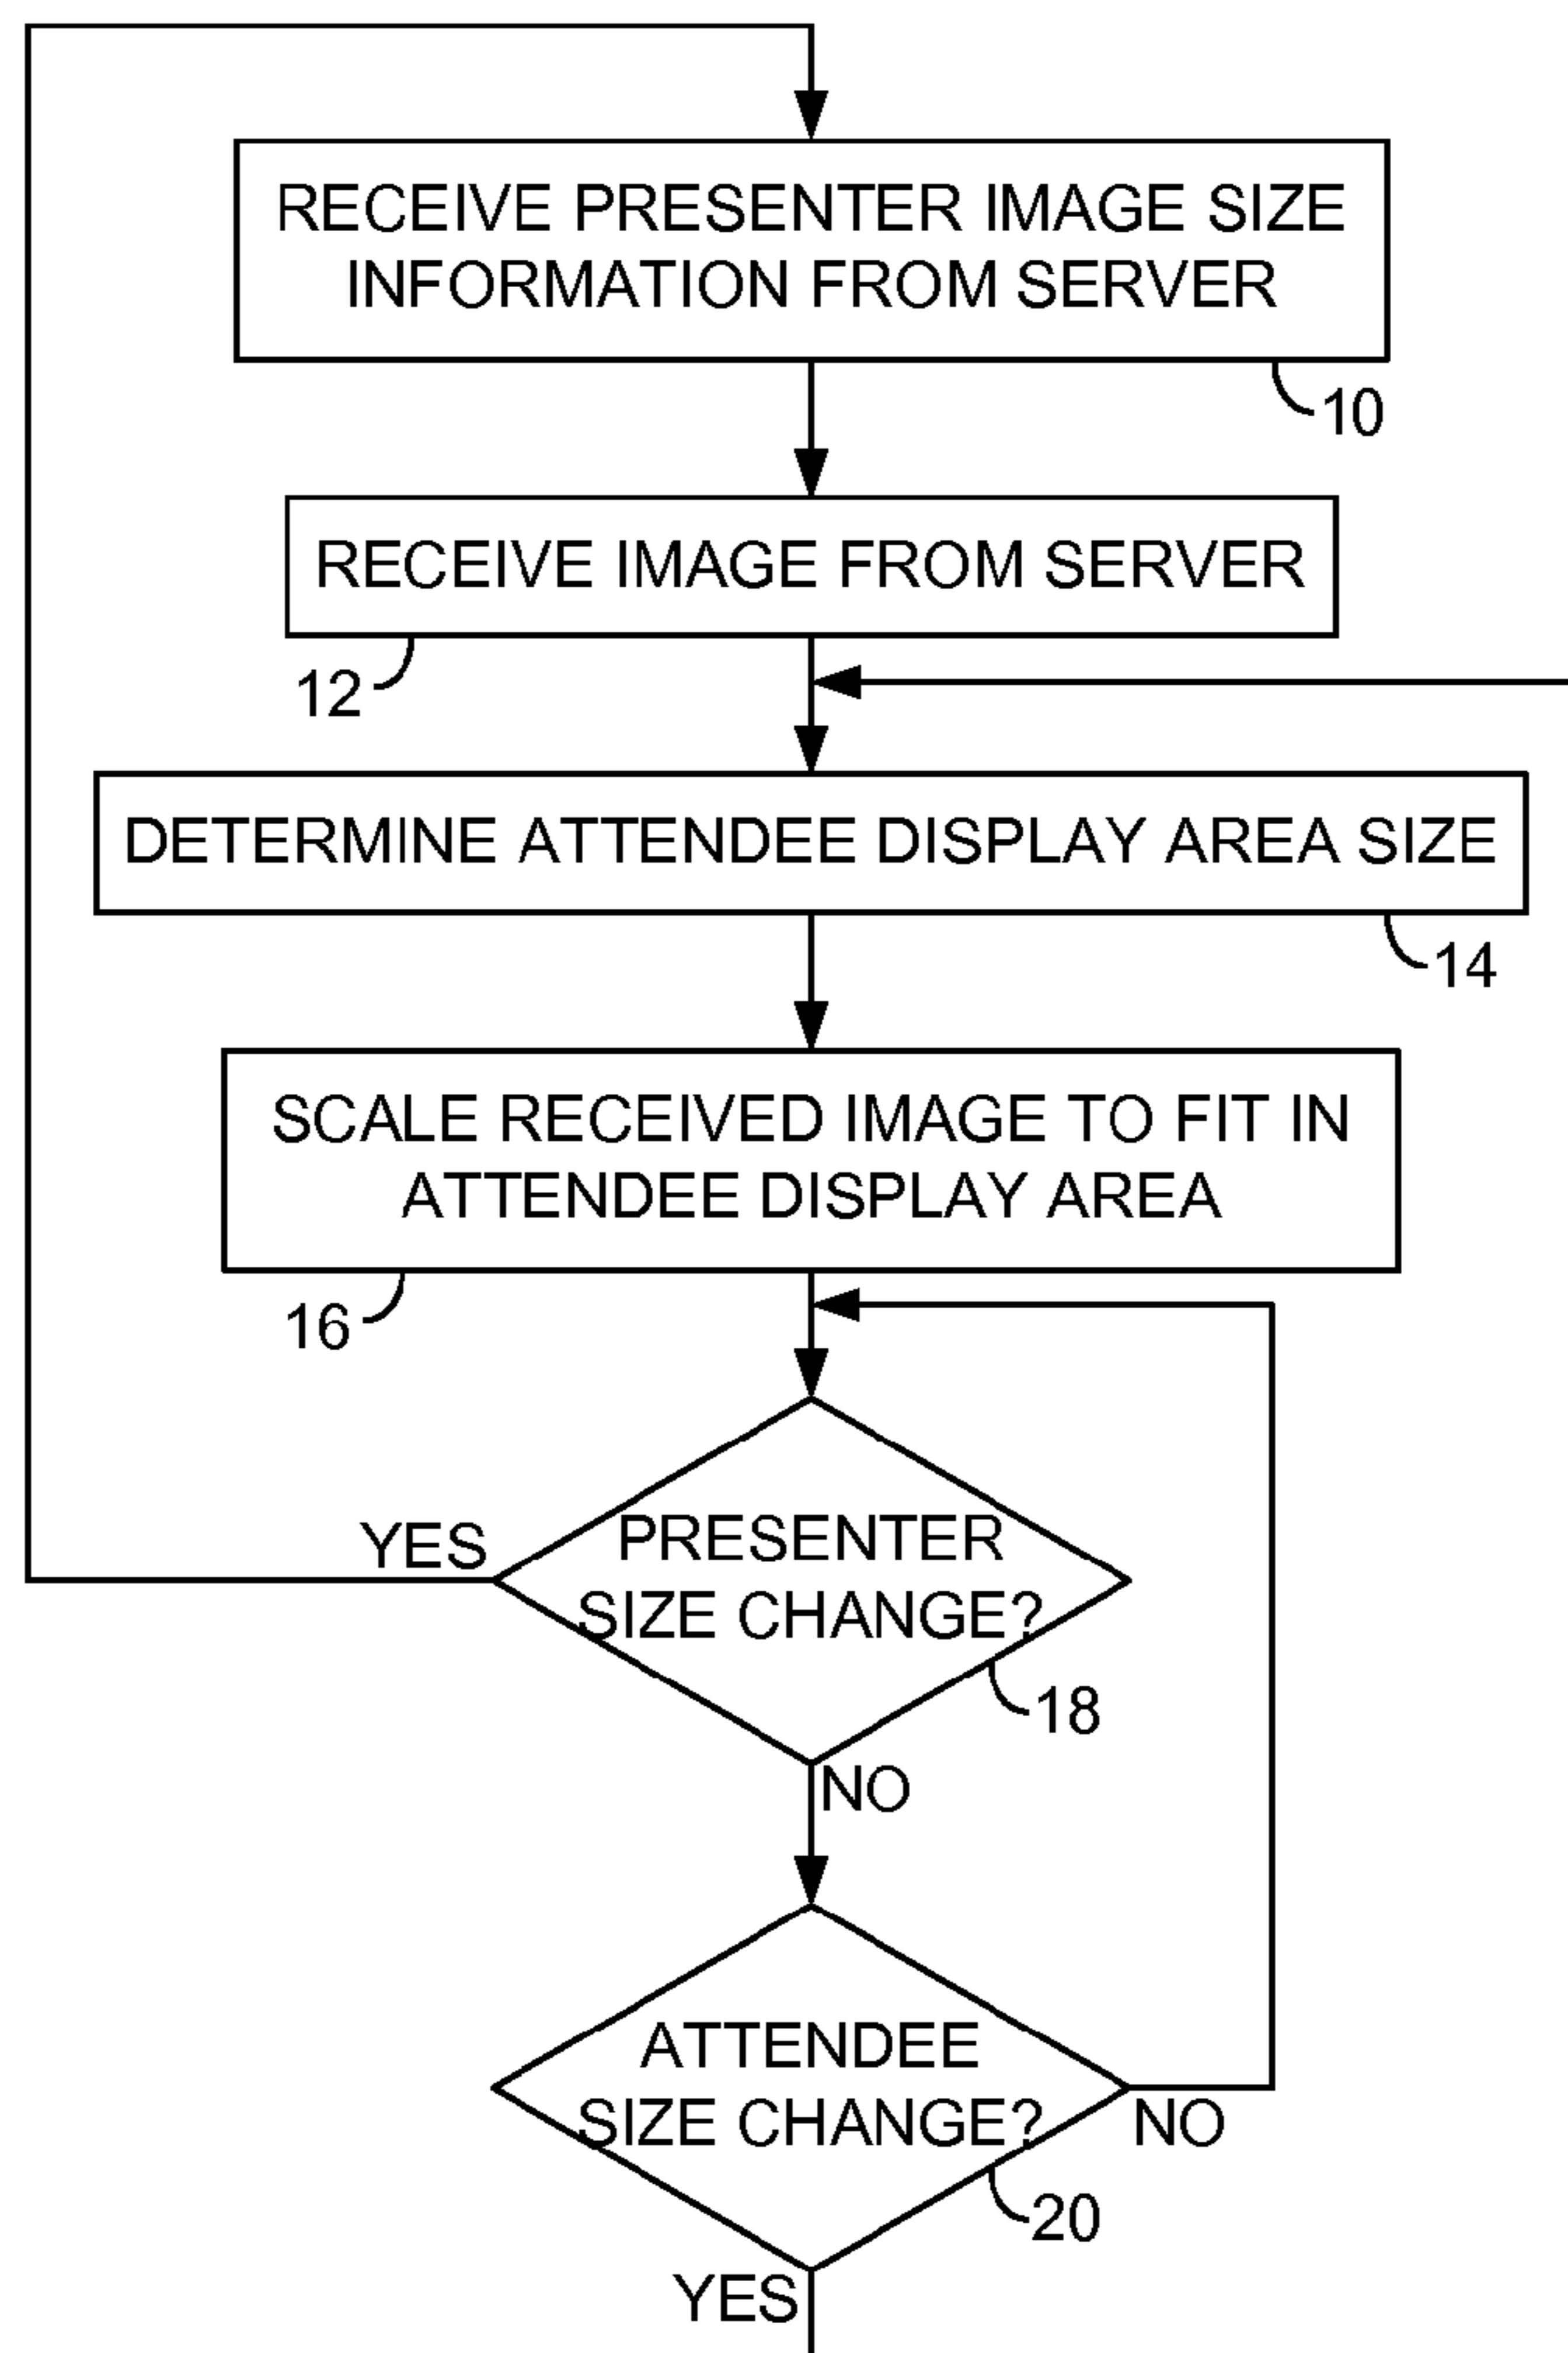 RECEIVE PRESENTER IMAGE SIZE
INFORMATION FROM SERVER
10
RECEIVE IMAGE FROM SERVER
12
DETERMINE ATTENDEE DISPLAY AREA SIZE
14
SCALE RECEIVED IMAGE TO FIT IN
ATTENDEE DISPLAY AREA
16
YES
PRESENTER
SIZE CHANGE?
18
NO
ATTENDEE
SIZE CHANGE?
NO
20
YES